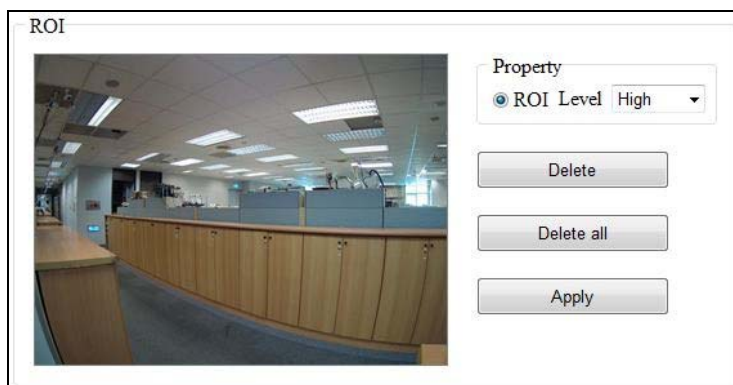 ROI
Property
ROI Level High
Delete
Delete all
Apply